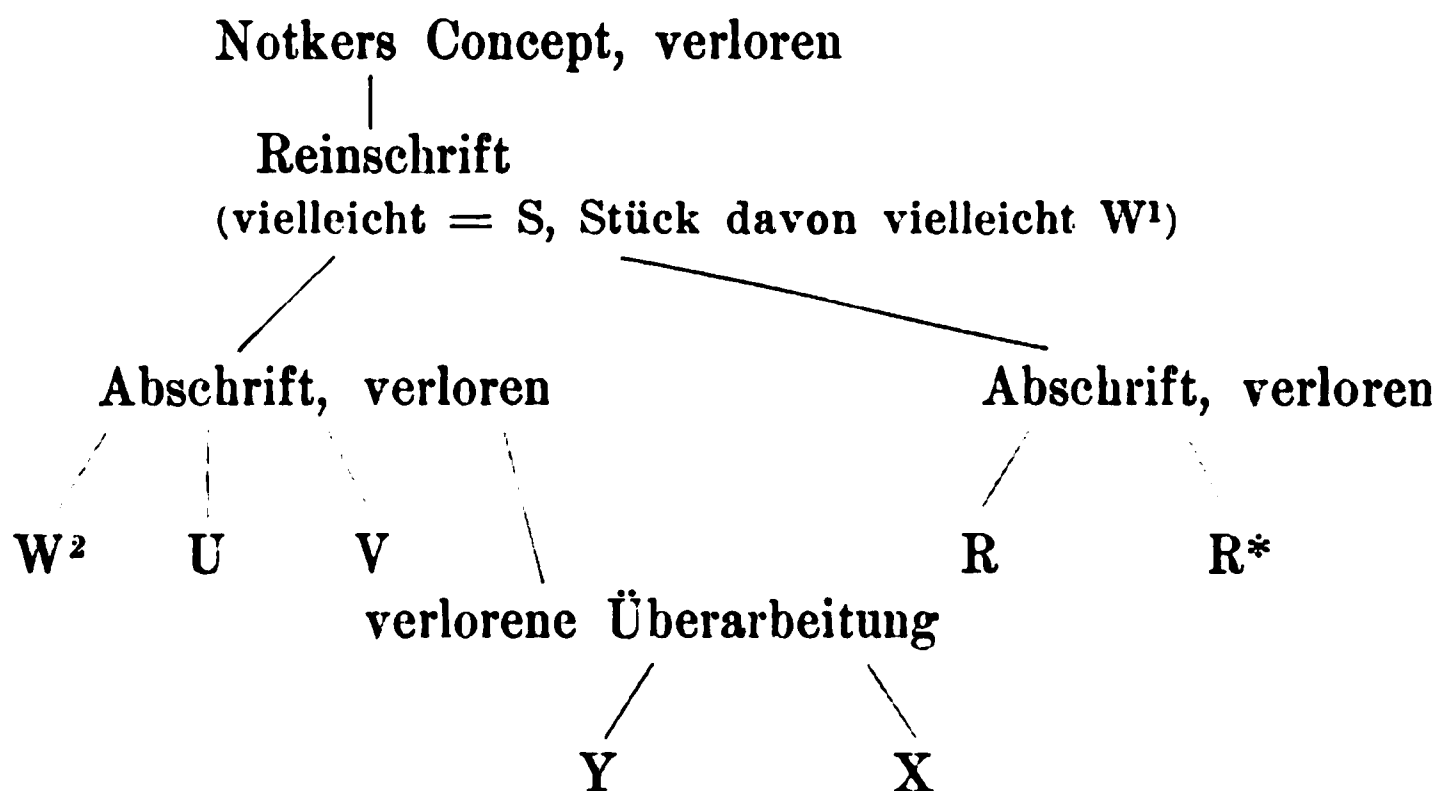 Notkers Concept, verloren
Reinschrift
(vielleicht = S, Stück davon vielleicht W¹)
Abschrift, verloren Abschrift, verloren
W² U V R R*
verlorene Überarbeitung
Y X